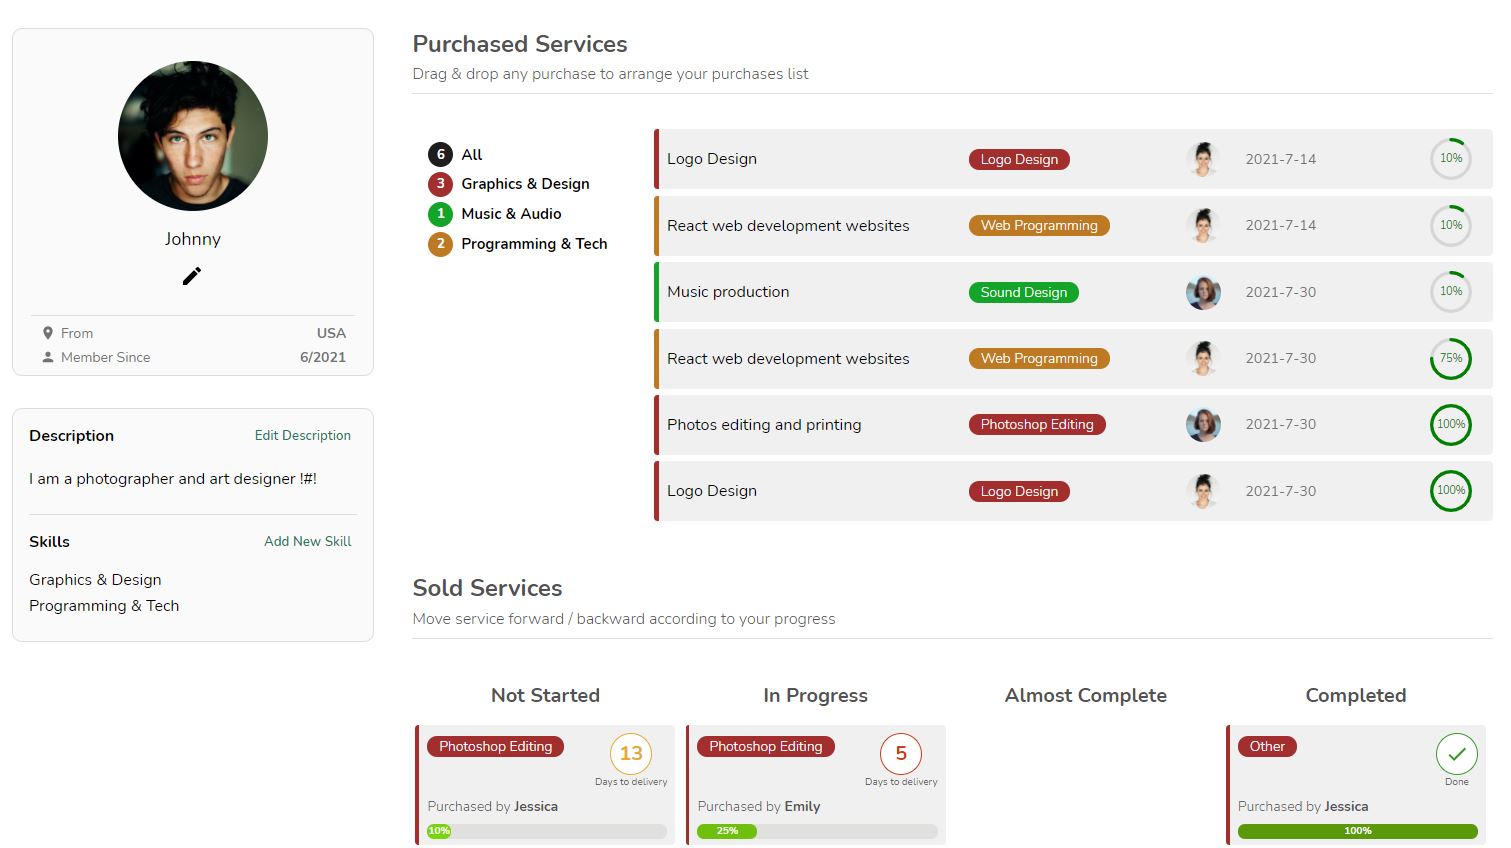 Johnny
From USA
Member Since 6/2021
Description Edit Description
I am a photographer and art designer !#!
Skills Add New Skill
Graphics & Design
Programming & Tech
Purchased Services
Drag & drop any purchase to arrange your purchases list
6 All
3 Graphics & Design
1 Music & Audio
2 Programming & Tech
Logo Design Logo Design 2021-7-14 10%
React web development websites Web Programming 2021-7-14 10%
Music production Sound Design 2021-7-30 10%
React web development websites Web Programming 2021-7-30 75%
Photos editing and printing Photoshop Editing 2021-7-30 100%
Logo Design Logo Design 2021-7-30 100%
Sold Services
Move service forward / backward according to your progress
Not Started
Photoshop Editing 13
Days to delivery
Purchased by Jessica
10%
In Progress
Photoshop Editing 5
Days to delivery
Purchased by Emily
25%
Almost Complete
Completed
Other
Done
Purchased by Jessica
100%